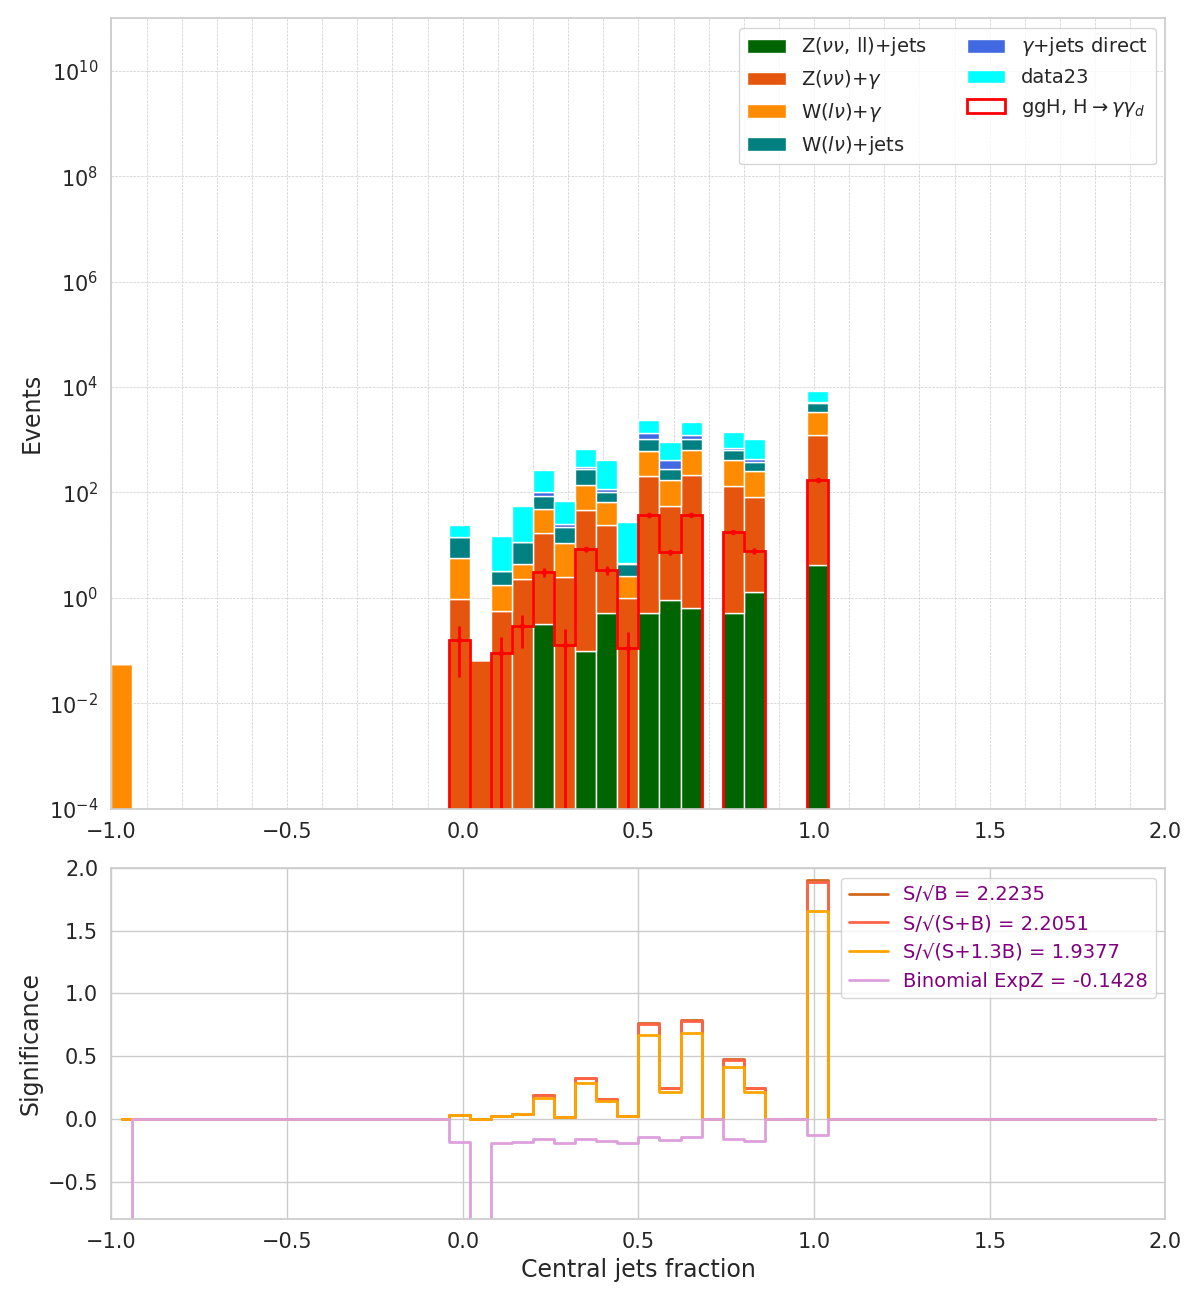 Z(νν, ll)+jets
Z(νν)+γ
W(lν)+γ
W(lν)+jets
γ+jets direct
data23
ggH, H→γγ_d
Events
10^10
10^8
10^6
10^4
10^2
10^0
10^−2
10^−4
−1.0 −0.5 0.0 0.5 1.0 1.5 2.0
S/√B = 2.2235
S/√(S+B) = 2.2051
S/√(S+1.3B) = 1.9377
Binomial ExpZ = -0.1428
Significance
2.0
1.5
1.0
0.5
0.0
−0.5
−1.0 −0.5 0.0 0.5 1.0 1.5 2.0
Central jets fraction